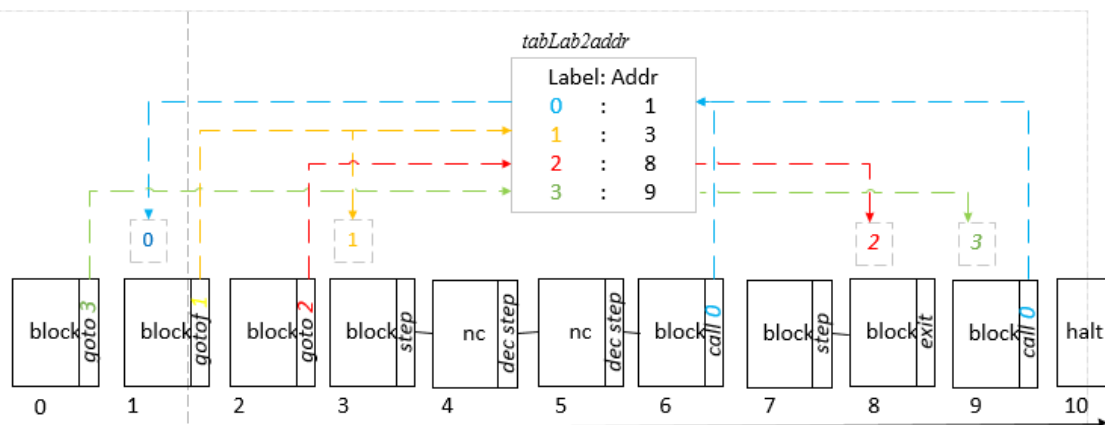 tabLab2addr
Label: Addr
0 : 1
1 : 3
2 : 8
3 : 9
0
1
2
3
block goto 3
block gotof 1
block goto 2
block step
nc dec step
nc dec step
block call 0
block step
block exit
block call 0
halt
0 1 2 3 4 5 6 7 8 9 10